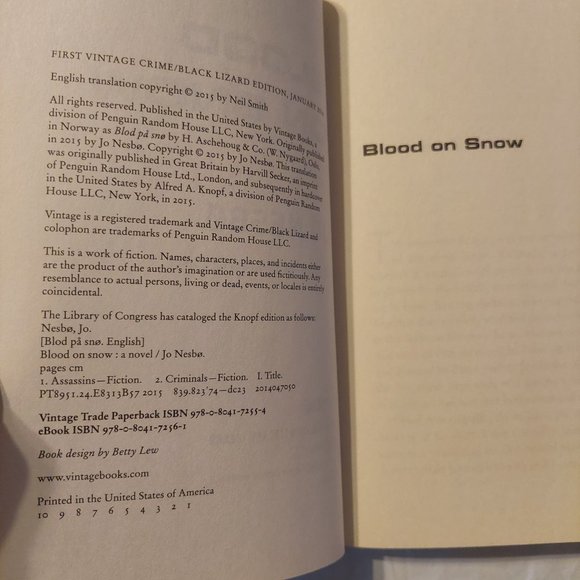 FIRST VINTAGE CRIME/BLACK LIZARD EDITION, JANUARY
English translation copyright © 2015 by Neil Smith
All rights reserved. Published in the United States by Vintage Books, a
division of Penguin Random House LLC, New York. Originally published
in Norway as Blod på snø by H. Aschehoug & Co. (W. Nygaard), Oslo,
in 2015 by Jo Nesbø. Copyright © 2015 by Jo Nesbø. This translation
was originally published in Great Britain by Harvill Secker, an imprint
of Penguin Random House Ltd., London, and subsequently in hardcover
in the United States by Alfred A. Knopf, a division of Penguin Random
House LLC, New York, in 2015.
Vintage is a registered trademark and Vintage Crime/Black Lizard and
colophon are trademarks of Penguin Random House LLC.
This is a work of fiction. Names, characters, places, and incidents either
are the product of the author's imagination or are used fictitiously. Any
resemblance to actual persons, living or dead, events, or locales is entirely
coincidental.
The Library of Congress has cataloged the Knopf edition as follows:
Nesbø, Jo.
[Blod på snø. English]
Blood on snow : a novel / Jo Nesbø.
pages cm
1. Assassins—Fiction. 2. Criminals—Fiction. I. Title.
PT8951.24.E8313B57 2015 839.823´74—dc23 2014047050
Vintage Trade Paperback ISBN 978-0-8041-7255-4
eBook ISBN 978-0-8041-7256-1
Book design by Betty Lew
www.vintagebooks.com
Printed in the United States of America
10 9 8 7 6 5 4 3 2 1
Blood on Snow